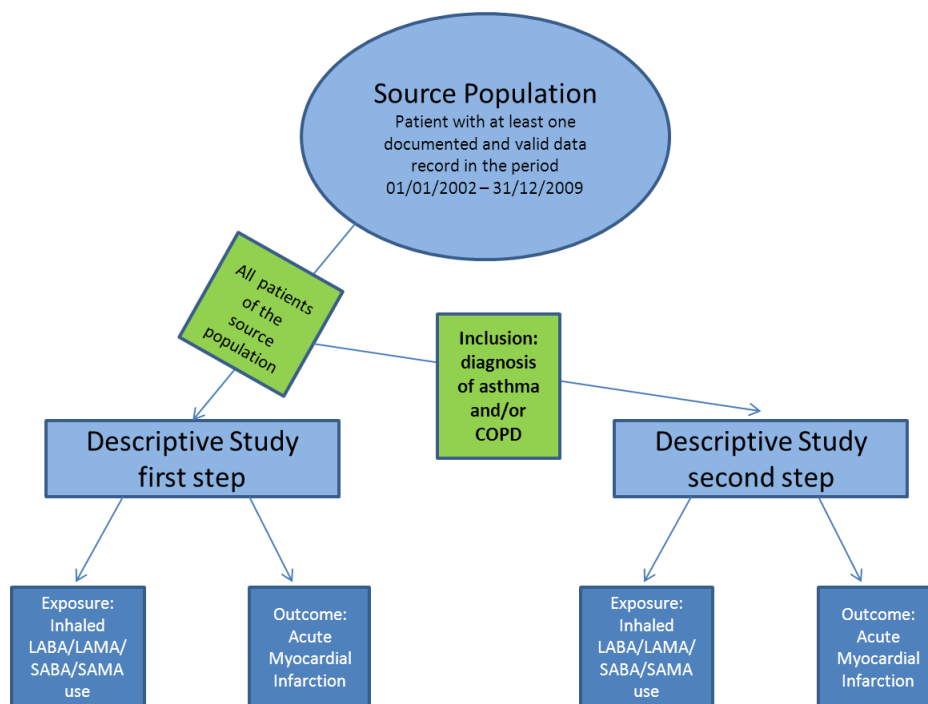 Source Population
Patient with at least one
documented and valid data
record in the period
01/01/2002 – 31/12/2009
All patients
of the
source
population
Inclusion:
diagnosis
of asthma
and/or
COPD
Descriptive Study
first step
Descriptive Study
second step
Exposure:
Inhaled
LABA/LAMA/
SABA/SAMA
use
Outcome:
Acute
Myocardial
Infarction
Exposure:
Inhaled
LABA/LAMA/
SABA/SAMA
use
Outcome:
Acute
Myocardial
Infarction